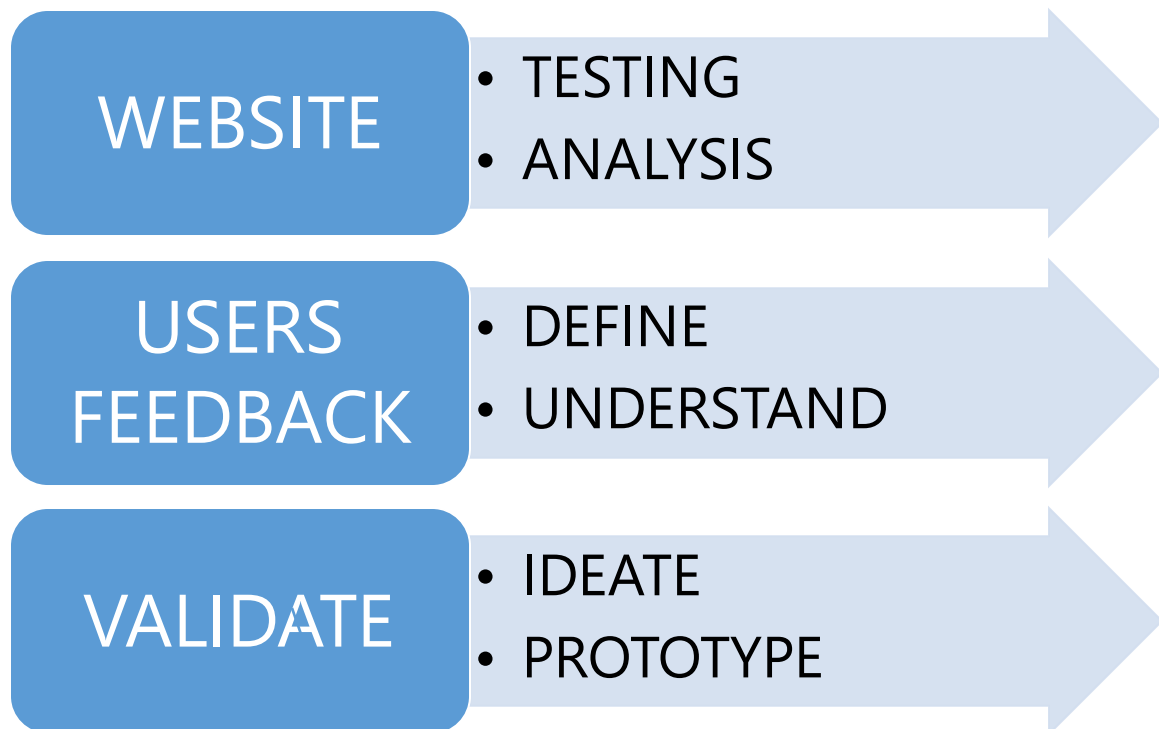 WEBSITE
• TESTING
• ANALYSIS
USERS
FEEDBACK
• DEFINE
• UNDERSTAND
VALIDATE
• IDEATE
• PROTOTYPE